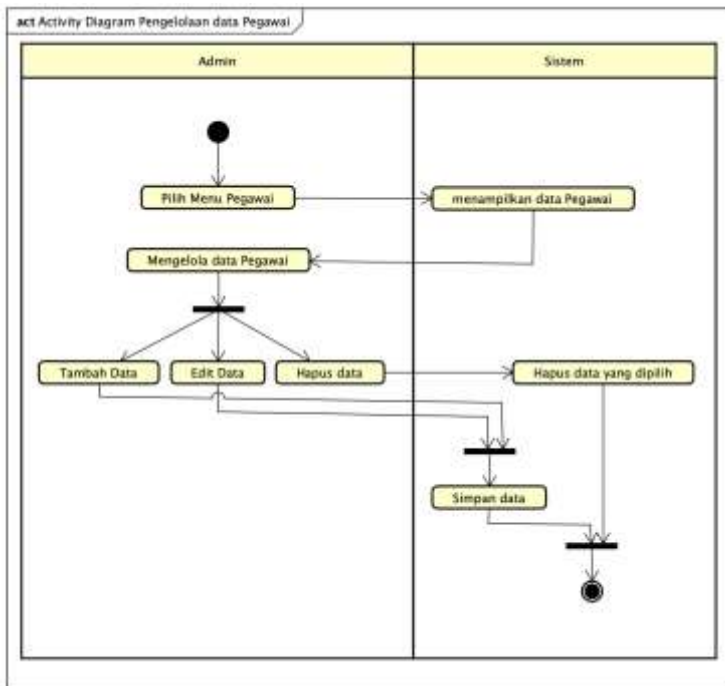 act Activity Diagram Pengelolaan data Pegawai
Admin
Sistem
Pilih Menu Pegawai
menampilkan data Pegawai
Mengelola data Pegawai
Tambah Data
Edit Data
Hapus data
Hapus data yang dipilih
Simpan data